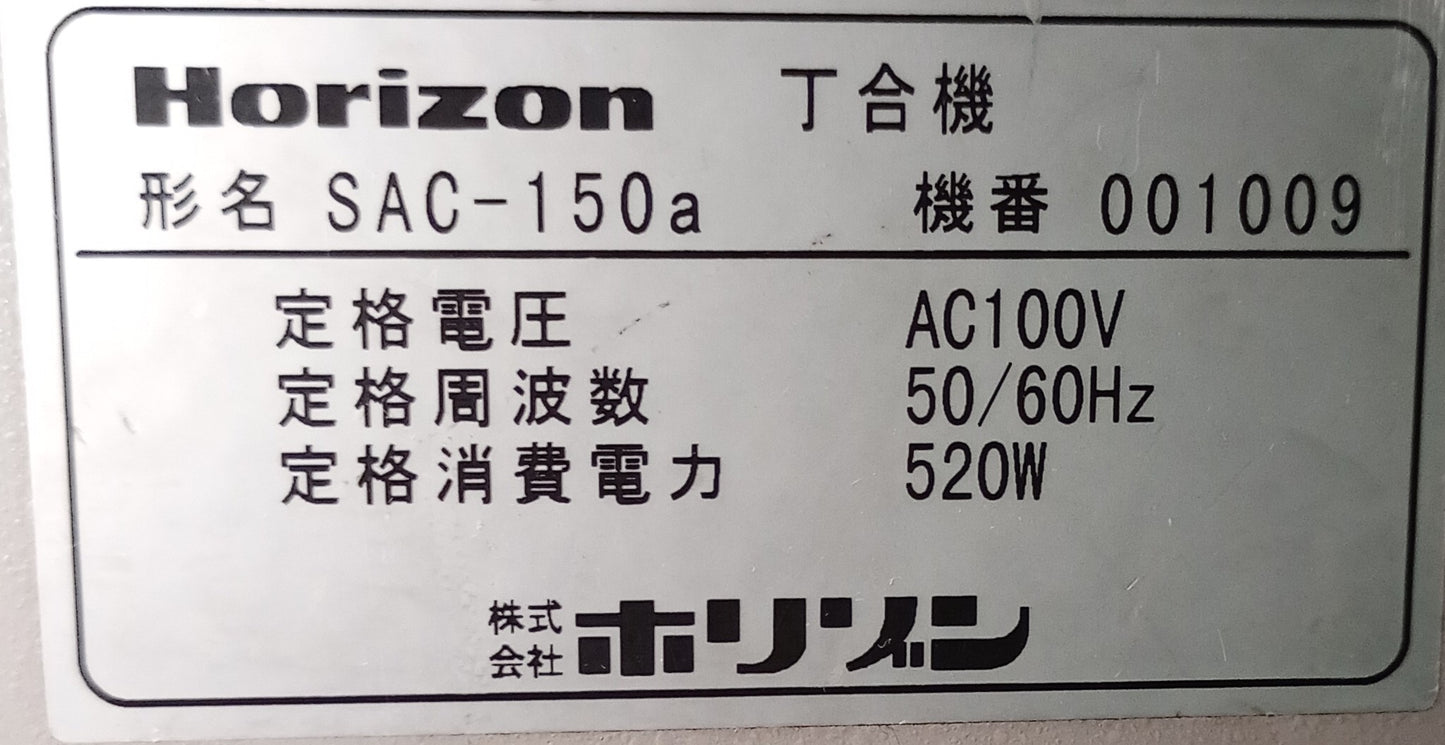 Horizon 丁合機
形名 SAC-150a 機番 001009
定格電圧 AC100V
定格周波数 50/60Hz
定格消費電力 520W
株式会社ホリゾン